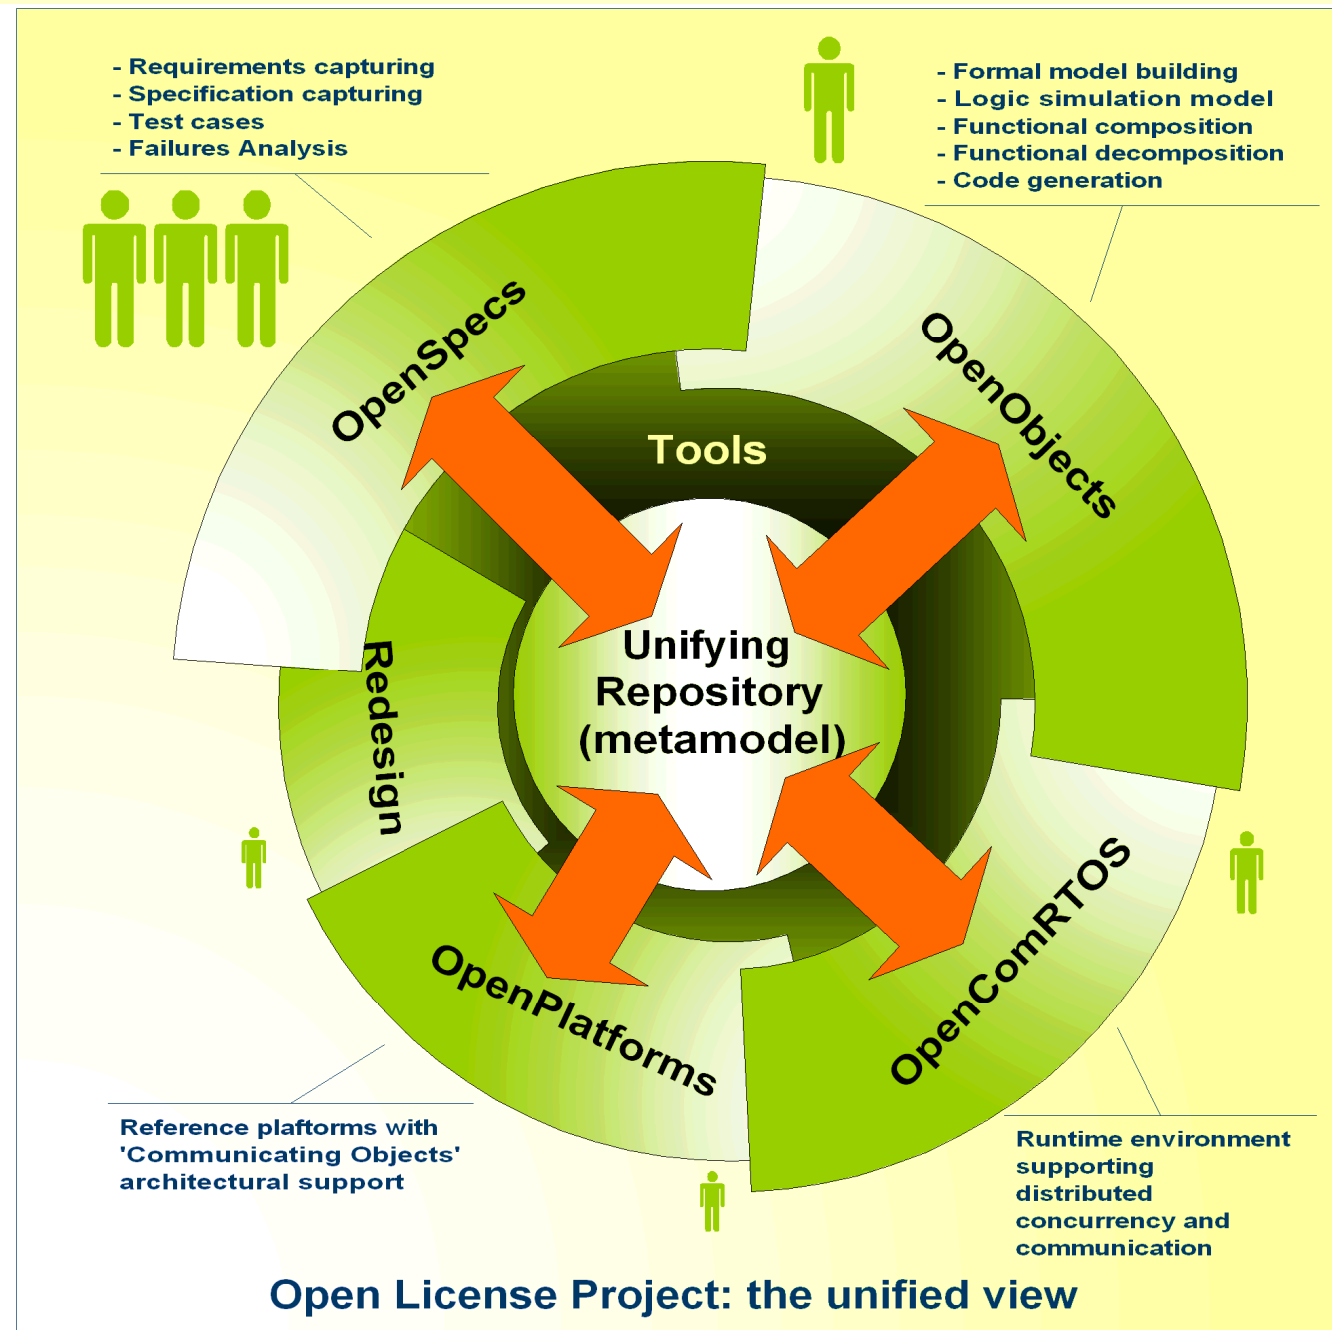 - Requirements capturing
- Specification capturing
- Test cases
- Failures Analysis
- Formal model building
- Logic simulation model
- Functional composition
- Functional decomposition
- Code generation
OpenSpecs
OpenObjects
Tools
Unifying
Repository
(metamodel)
Redesign
OpenPlatforms
OpenComRTOS
Reference plaftorms with
'Communicating Objects'
architectural support
Runtime environment
supporting
distributed
concurrency and
communication
Open License Project: the unified view